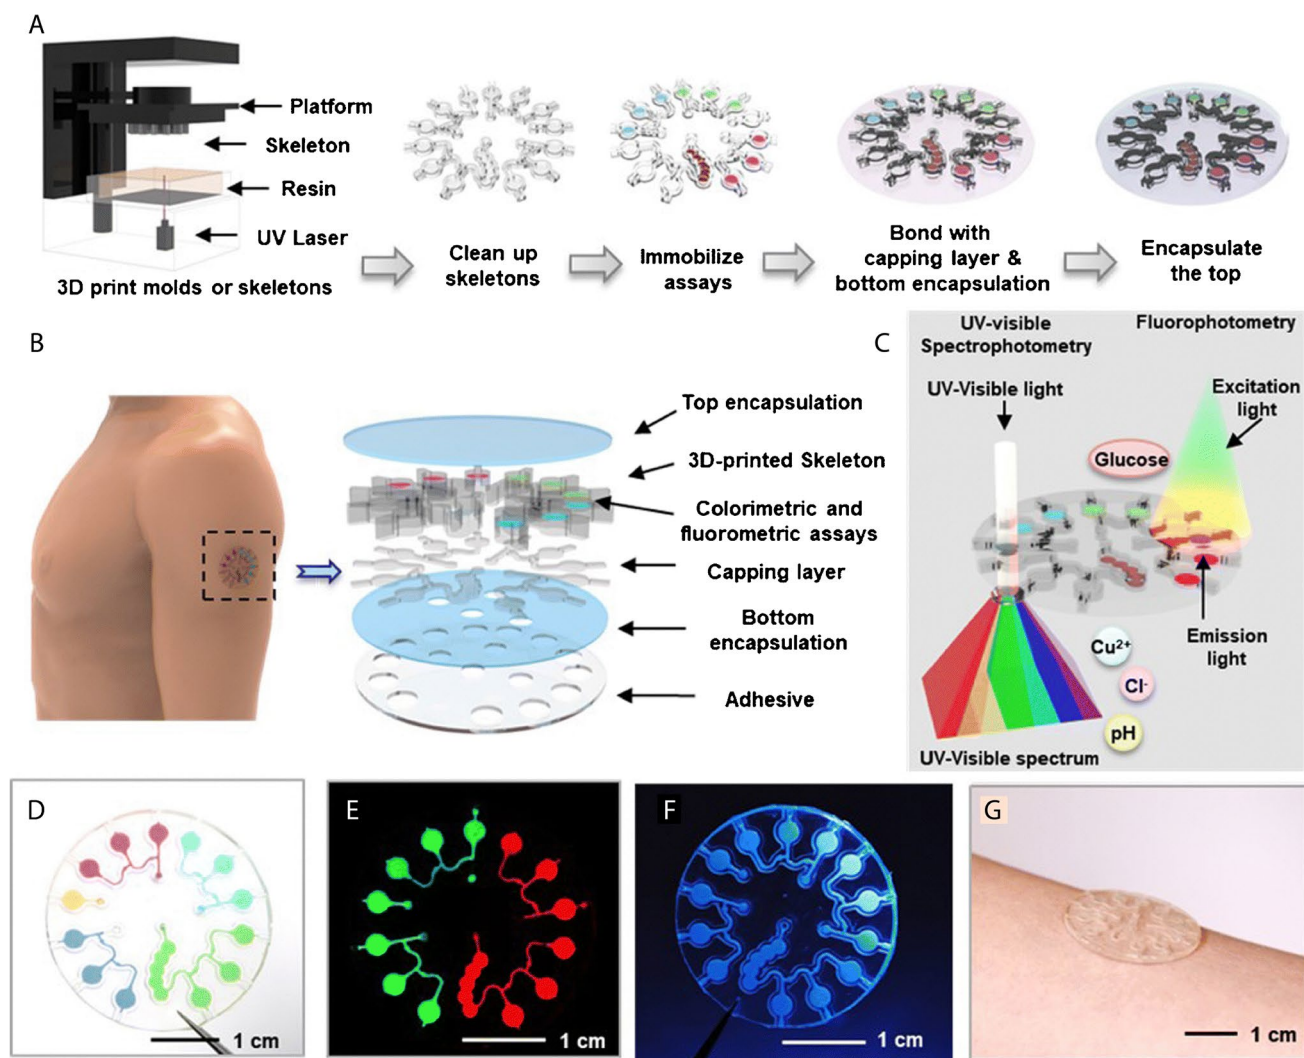 A
Platform
Skeleton
Resin
UV Laser
3D print molds or skeletons
Clean up
skeletons
Immobilize
assays
Bond with
capping layer &
bottom encapsulation
Encapsulate
the top
B
Top encapsulation
3D-printed Skeleton
Colorimetric and
fluorometric assays
Capping layer
Bottom
encapsulation
Adhesive
C
UV-visible
Spectrophotometry
Fluorophotometry
UV-Visible light
Excitation
light
Glucose
Emission
light
Cu²⁺
Cl⁻
pH
UV-Visible spectrum
D
1 cm
E
1 cm
F
1 cm
G
1 cm